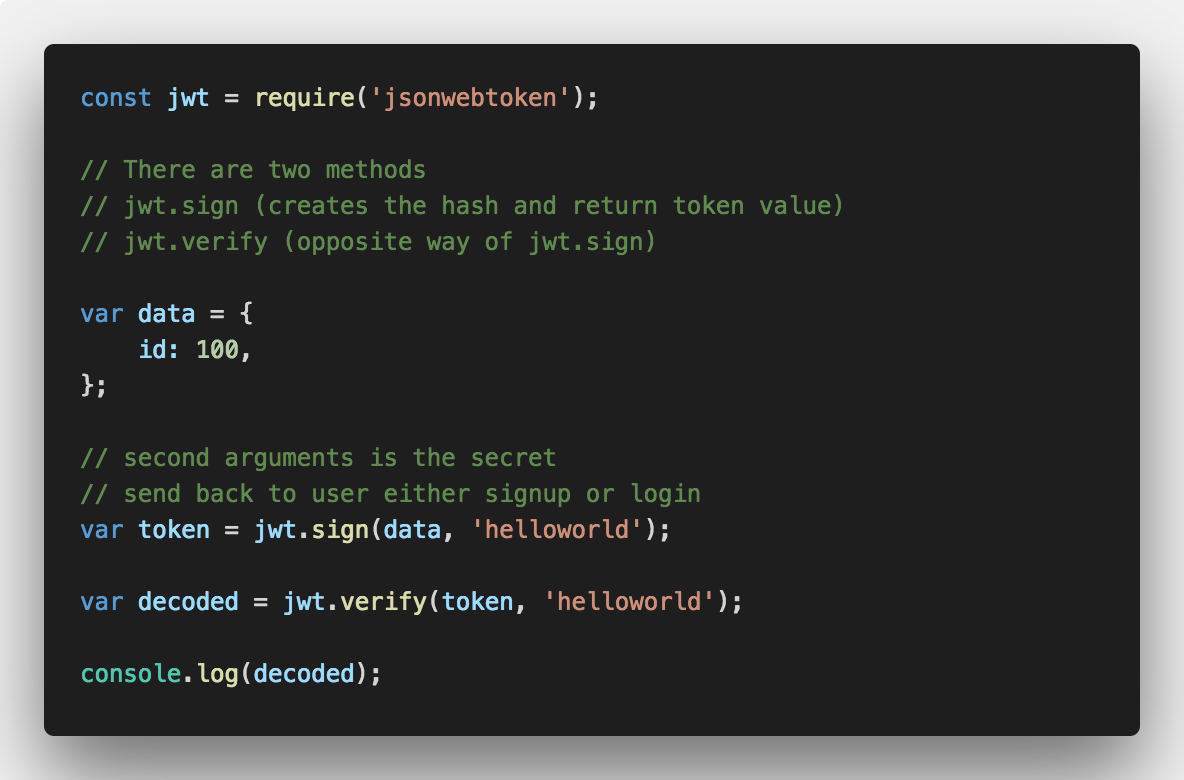 const jwt = require('jsonwebtoken');
// There are two methods
// jwt.sign (creates the hash and return token value)
// jwt.verify (opposite way of jwt.sign)
var data = {
    id: 100,
};
// second arguments is the secret
// send back to user either signup or login
var token = jwt.sign(data, 'helloworld');
var decoded = jwt.verify(token, 'helloworld');
console.log(decoded);